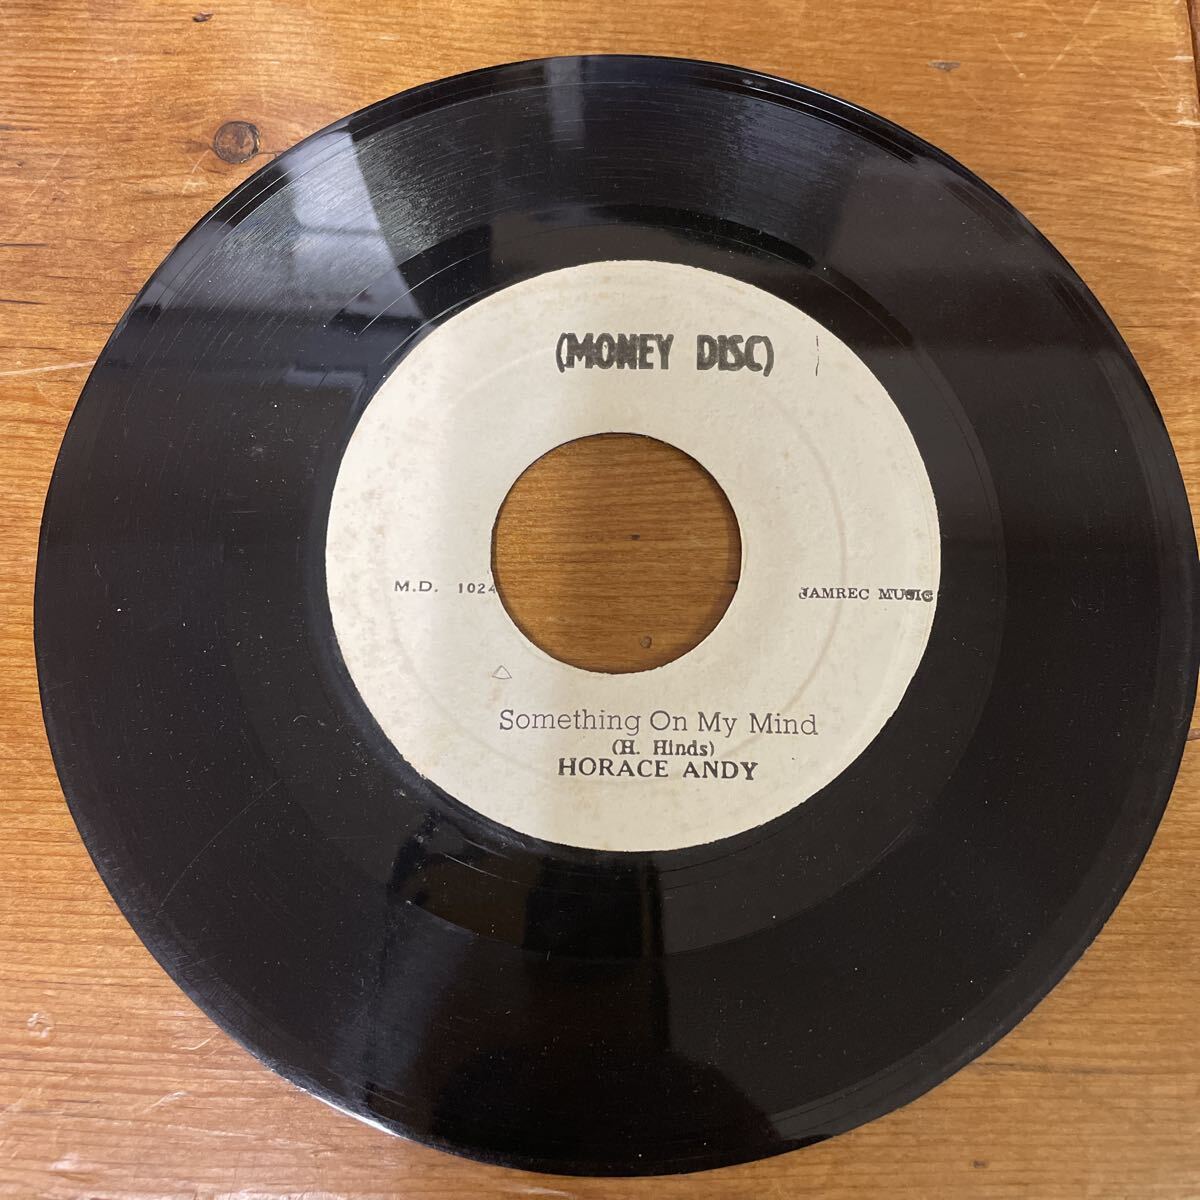 (MONEY DISC)
M.D. 1024
JAMREC MUSIC
Something On My Mind
(H. Hinds)
HORACE ANDY